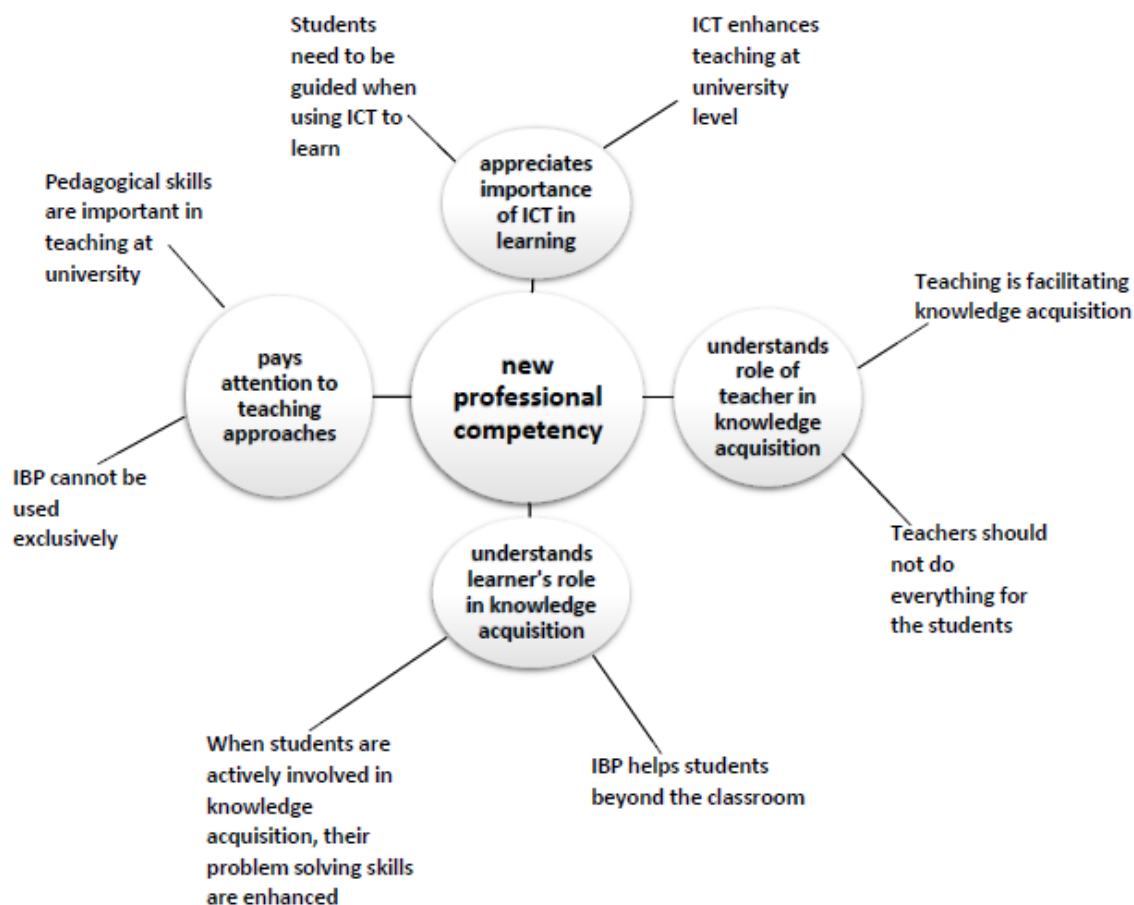 Students
need to be
guided when
using ICT to
learn
ICT enhances
teaching at
university
level
appreciates
importance
of ICT in
learning
Pedagogical skills
are important in
teaching at
university
pays
attention to
teaching
approaches
IBP cannot be
used
exclusively
new
professional
competency
understands
role of
teacher in
knowledge
acquisition
Teaching is facilitating
knowledge acquisition
Teachers should
not do
everything for
the students
understands
learner's role
in knowledge
acquisition
When students are
actively involved in
knowledge
acquisition, their
problem solving skills
are enhanced
IBP helps students
beyond the classroom